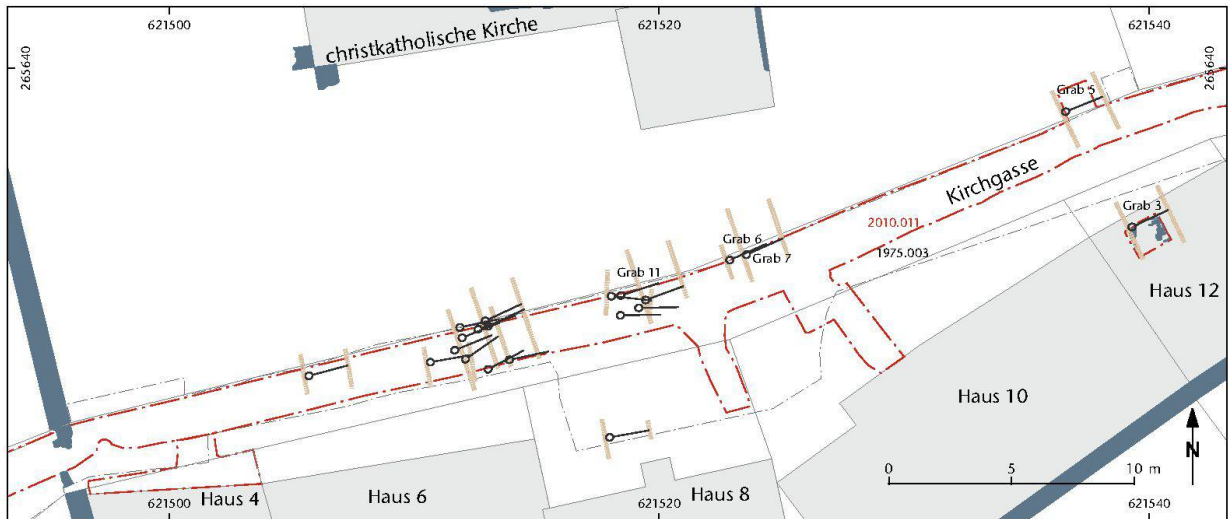 621500
621520
621540
265640
265640
christkatholische Kirche
Grab 5
Kirchgasse
Grab 3
2010.011
Grab 6
1975.003
Grab 7
Grab 11
Haus 12
Haus 10
N
0 5 10 m
Haus 4
Haus 6
Haus 8
621500
621520
621540